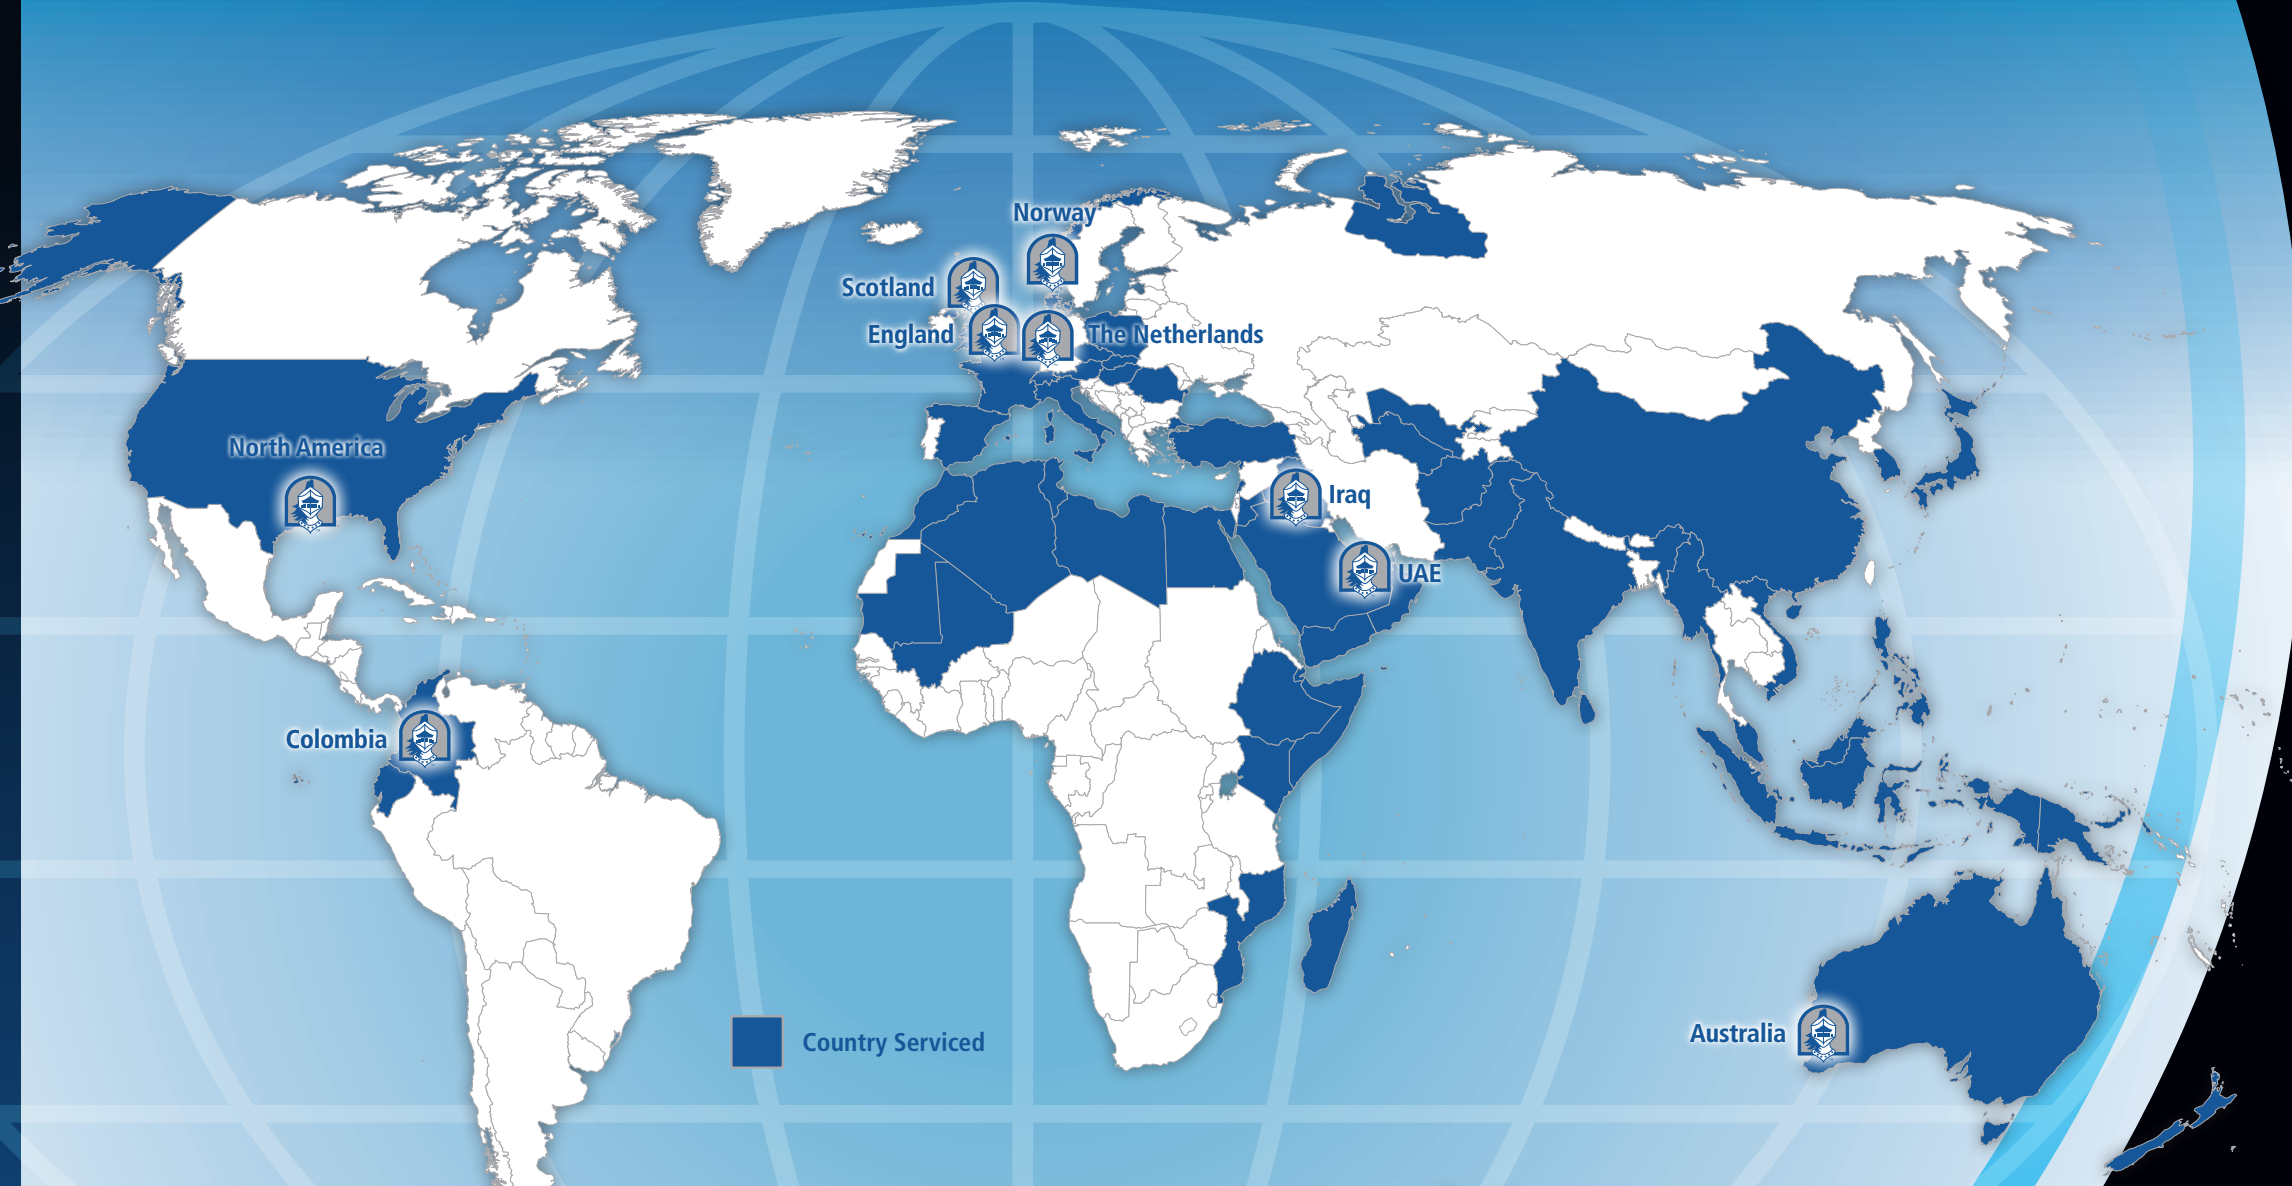 Norway
Scotland
England
The Netherlands
North America
Iraq
UAE
Colombia
Country Serviced
Australia